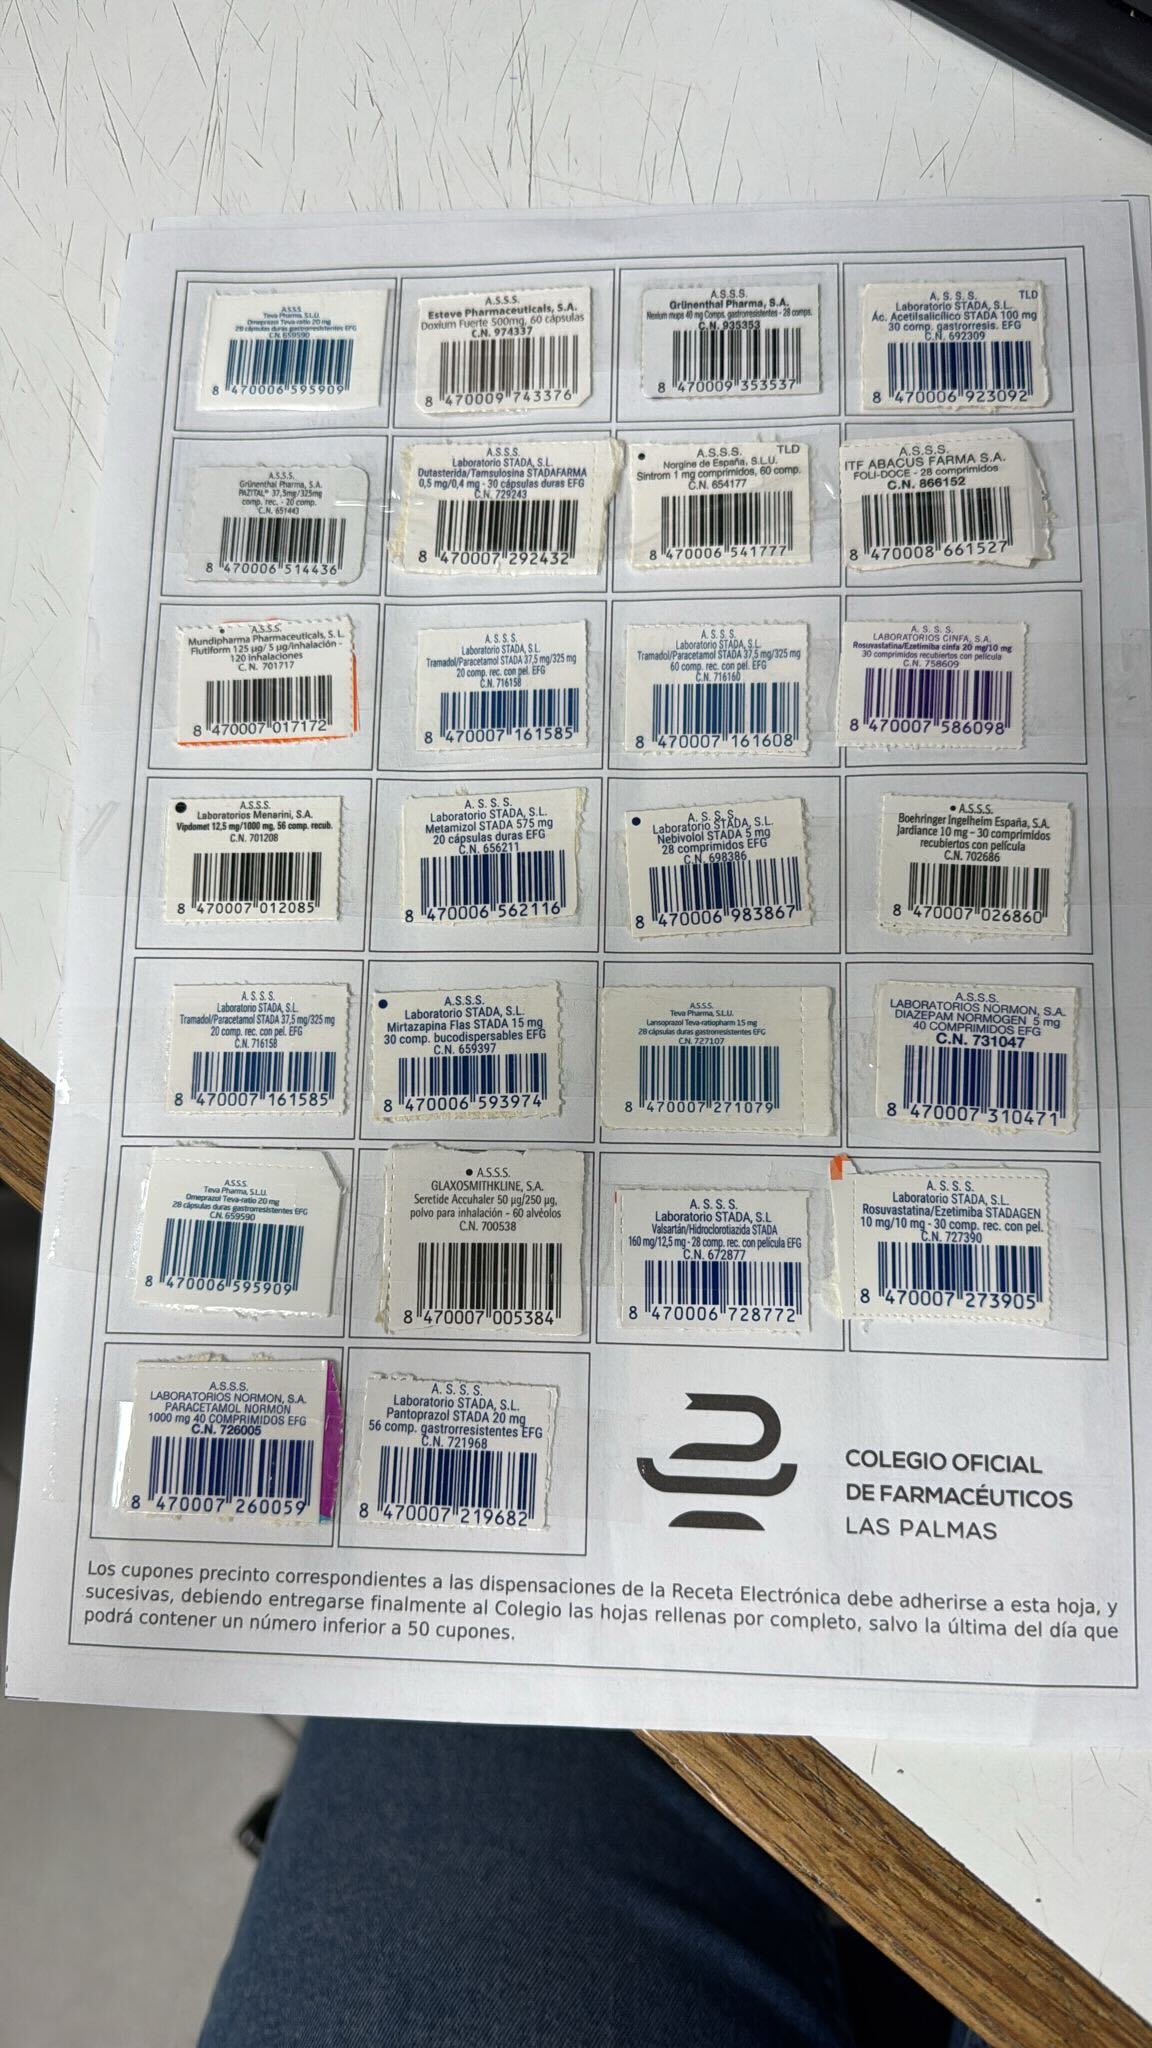 A.S.S.S.
Teva Pharma, S.L.U.
Omeprazol Teva-ratio 20 mg
28 cápsulas duras gastrorresistentes EFG
C.N. 659590
8 470006 595909
A.S.S.S.
Esteve Pharmaceuticals, S.A.
Doxium Fuerte 500mg, 60 cápsulas
C.N. 974337
8 470009 743376
A.S.S.S.
Grünenthal Pharma, S.A.
Nexium mups 40 mg Comps. gastrorresistentes - 28 comps.
C.N. 935353
8 470009 353537
A. S. S. S. TLD
Laboratorio STADA, S.L.
Ác. Acetilsalicílico STADA 100 mg
30 comp. gastrorresis. EFG
C.N. 692309
8 470006 923092
A.S.S.S.
Grünenthal Pharma, S.A.
PAZITAL® 37,5mg/325mg
comp. rec. - 20 comp.
C.N. 651443
8 470006 514436
A.S.S.S.
Laboratorio STADA, S.L.
Dutasterida/Tamsulosina STADAFARMA
0,5 mg/0,4 mg - 30 cápsulas duras EFG
C.N. 729243
8 470007 292432
A.S.S.S. TLD
Norgine de España, S.L.U.
Sintrom 1 mg comprimidos, 60 comp.
C.N. 654177
8 470006 541777
A.S.S.S.
ITF ABACUS FARMA S.A.
FOLI-DOCE - 28 comprimidos
C.N. 866152
8 470008 661527
A.S.S.S.
Mundipharma Pharmaceuticals, S.L.
Flutiform 125 µg/ 5 µg/inhalación -
120 inhalaciones
C.N. 701717
8 470007 017172
A. S. S. S.
Laboratorio STADA, S.L.
Tramadol/Paracetamol STADA 37,5 mg/325 mg
20 comp. rec. con pel. EFG
C.N. 716158
8 470007 161585
A. S. S. S.
Laboratorio STADA, S.L.
Tramadol/Paracetamol STADA 37,5 mg/325 mg
60 comp. rec. con pel. EFG
C.N. 716160
8 470007 161608
A. S. S. S.
LABORATORIOS CINFA, S.A.
Rosuvastatina/Ezetimiba cinfa 20 mg/10 mg
30 comprimidos recubiertos con película
C.N. 758609
8 470007 586098
A.S.S.S.
Laboratorios Menarini, S.A.
Vipdomet 12,5 mg/1000 mg, 56 comp. recub.
C.N. 701208
8 470007 012085
A. S. S. S.
Laboratorio STADA, S.L.
Metamizol STADA 575 mg
20 cápsulas duras EFG
C.N. 656211
8 470006 562116
A. S. S. S.
Laboratorio STADA, S.L.
Nebivolol STADA 5 mg
28 comprimidos EFG
C.N. 698386
8 470006 983867
A.S.S.S.
Boehringer Ingelheim España, S.A.
Jardiance 10 mg - 30 comprimidos
recubiertos con película
C.N. 702686
8 470007 026860
A. S. S. S.
Laboratorio STADA, S.L.
Tramadol/Paracetamol STADA 37,5 mg/325 mg
20 comp. rec. con pel. EFG
C.N. 716158
8 470007 161585
A.S.S.S.
Laboratorio STADA, S.L.
Mirtazapina Flas STADA 15 mg
30 comp. bucodispersables EFG
C.N. 659397
8 470006 593974
A.S.S.S.
Teva Pharma, S.L.U.
Lansoprazol Teva-ratiopharm 15 mg
28 cápsulas duras gastrorresistentes EFG
C.N. 727107
8 470007 271079
A.S.S.S.
LABORATORIOS NORMON, S.A.
DIAZEPAM NORMOGEN 5 mg
40 COMPRIMIDOS EFG
C.N. 731047
8 470007 310471
A.S.S.S.
Teva Pharma, S.L.U.
Omeprazol Teva-ratio 20 mg
28 cápsulas duras gastrorresistentes EFG
C.N. 659590
8 470006 595909
A.S.S.S.
GLAXOSMITHKLINE, S.A.
Seretide Accuhaler 50 µg/250 µg,
polvo para inhalación - 60 alvéolos
C.N. 700538
8 470007 005384
A. S. S. S.
Laboratorio STADA, S.L
Valsartán/Hidroclorotiazida STADA
160 mg/12,5 mg - 28 comp. rec. con película EFG
C.N. 672877
8 470006 728772
A. S. S. S.
Laboratorio STADA, S.L.
Rosuvastatina/Ezetimiba STADAGEN
10 mg/10 mg - 30 comp. rec. con pel.
C.N. 727390
8 470007 273905
A.S.S.S.
LABORATORIOS NORMON, S.A.
PARACETAMOL NORMON
1000 mg 40 COMPRIMIDOS EFG
C.N. 726005
8 470007 260059
A. S. S. S.
Laboratorio STADA, S.L.
Pantoprazol STADA 20 mg
56 comp. gastrorresistentes EFG
C.N. 721968
8 470007 219682
COLEGIO OFICIAL
DE FARMACÉUTICOS
LAS PALMAS
Los cupones precinto correspondientes a las dispensaciones de la Receta Electrónica debe adherirse a esta hoja, y
sucesivas, debiendo entregarse finalmente al Colegio las hojas rellenas por completo, salvo la última del día que
podrá contener un número inferior a 50 cupones.